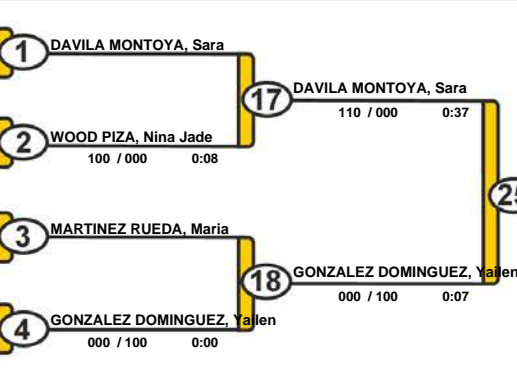 1 DAVILA MONTOYA, Sara
17 DAVILA MONTOYA, Sara
110 / 000 0:37
2 WOOD PIZA, Nina Jade
100 / 000 0:08
25
3 MARTINEZ RUEDA, Maria
18 GONZALEZ DOMINGUEZ, Yailen
000 / 100 0:07
4 GONZALEZ DOMINGUEZ, Yailen
000 / 100 0:00